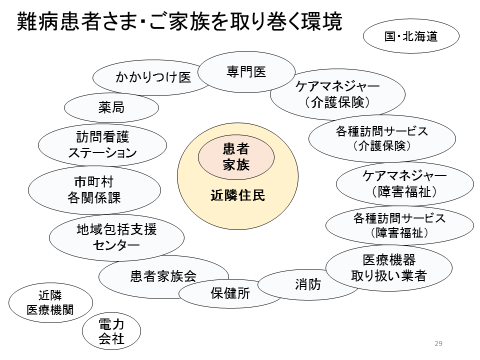 難病患者さま・ご家族を取り巻く環境
国・北海道
専門医
かかりつけ医
ケアマネジャー
（介護保険）
薬局
各種訪問サービス
（介護保険）
訪問看護
ステーション
患者
家族
近隣住民
ケアマネジャー
（障害福祉）
市町村
各関係課
各種訪問サービス
（障害福祉）
地域包括支援
センター
医療機器
取り扱い業者
患者家族会
保健所
消防
近隣
医療機関
電力
会社
29